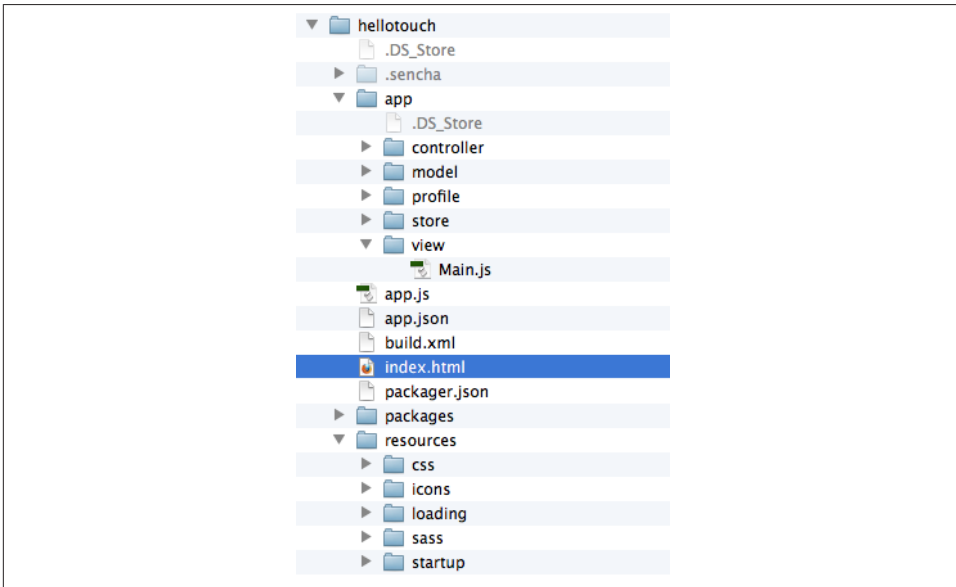 hellotouch
.DS_Store
.sencha
app
.DS_Store
controller
model
profile
store
view
Main.js
app.js
app.json
build.xml
index.html
packager.json
packages
resources
css
icons
loading
sass
startup